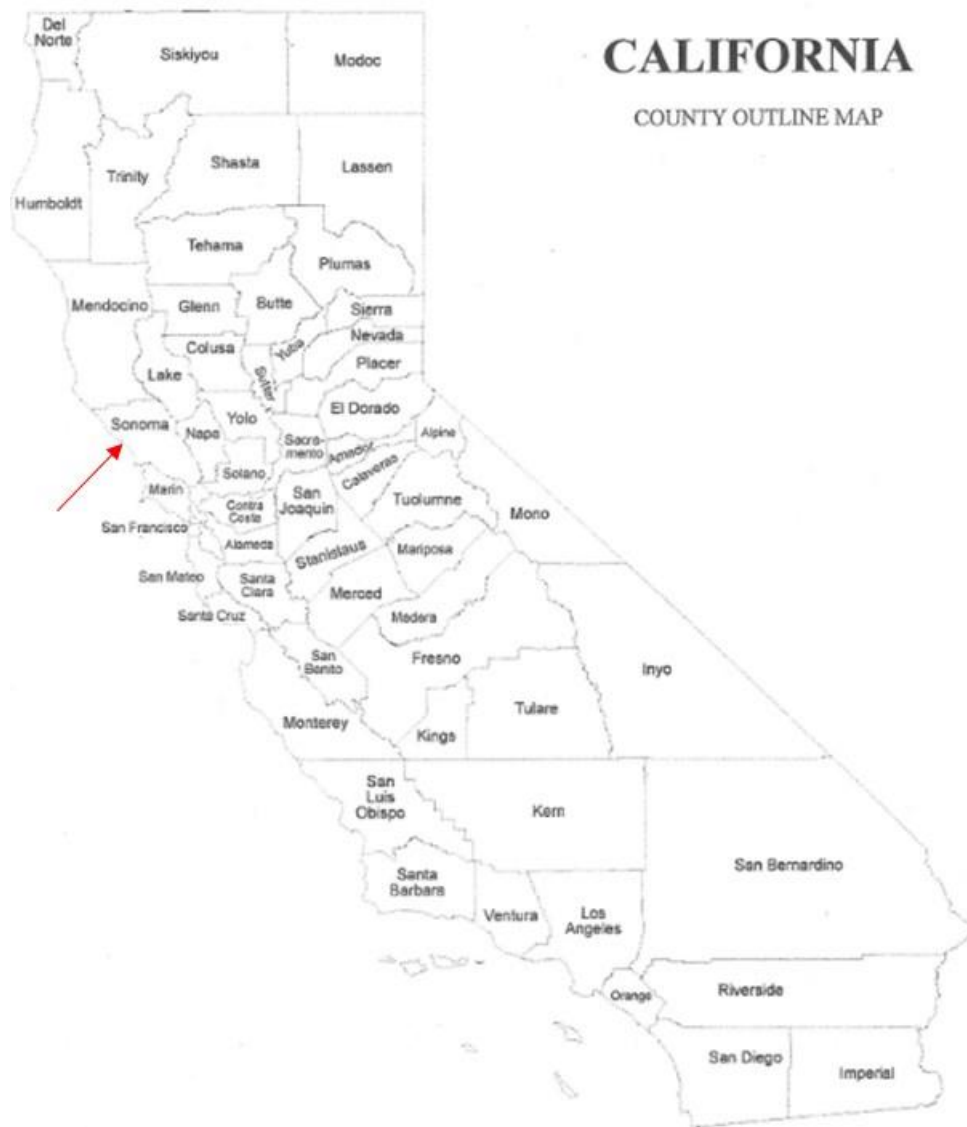 CALIFORNIA
COUNTY OUTLINE MAP
Del
Norte
Siskiyou
Modoc
Humboldt
Trinity
Shasta
Lassen
Tehama
Plumas
Mendocino
Glenn
Butte
Sierra
Nevada
Yuba
Colusa
Placer
Sutter
Lake
El Dorado
Sonoma
Napa
Yolo
Sacra-
mento
Amador
Alpine
Solano
Calaveras
Marin
Contra
Costa
San
Joaquin
Tuolumne
Mono
San Francisco
Alameda
Stanislaus
Mariposa
San Mateo
Santa
Clara
Merced
Santa Cruz
Madera
San
Benito
Fresno
Inyo
Monterey
Kings
Tulare
San
Luis
Obispo
Kern
San Bernardino
Santa
Barbara
Ventura
Los
Angeles
Orange
Riverside
San Diego
Imperial